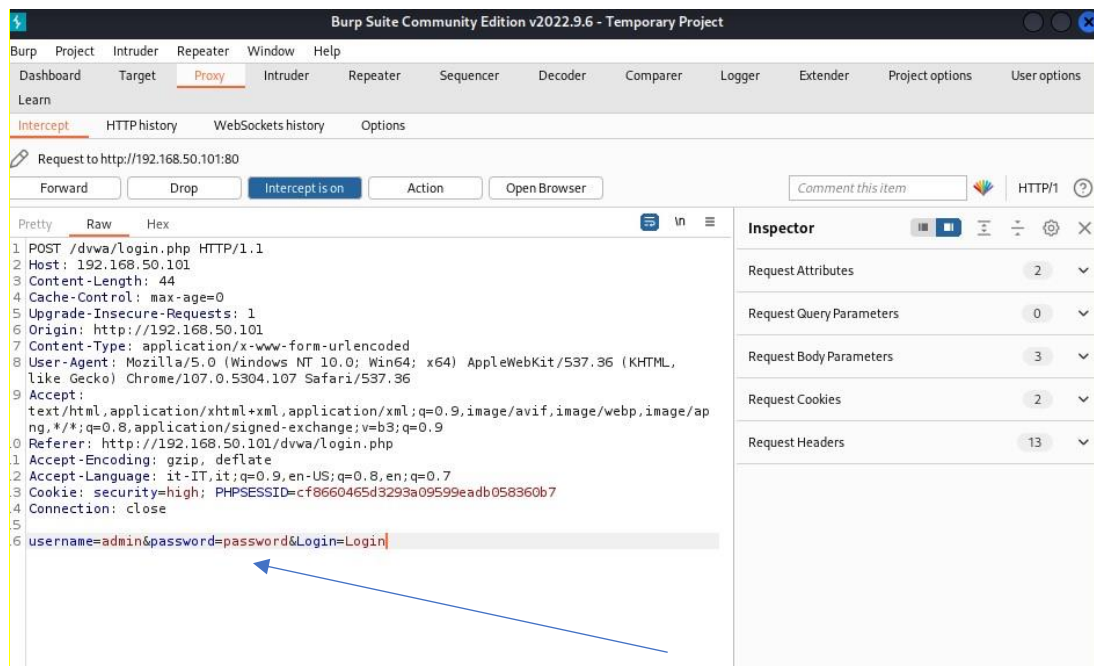 Burp Suite Community Edition v2022.9.6 - Temporary Project
Burp Project Intruder Repeater Window Help
Dashboard Target Proxy Intruder Repeater Sequencer Decoder Comparer Logger Extender Project options User options
Learn
Intercept HTTP history WebSockets history Options
Request to http://192.168.50.101:80
Forward Drop Intercept is on Action Open Browser Comment this item HTTP/1 ?
Pretty Raw Hex \n Inspector
1 POST /dvwa/login.php HTTP/1.1
2 Host: 192.168.50.101
3 Content-Length: 44
4 Cache-Control: max-age=0
5 Upgrade-Insecure-Requests: 1
6 Origin: http://192.168.50.101
7 Content-Type: application/x-www-form-urlencoded
8 User-Agent: Mozilla/5.0 (Windows NT 10.0; Win64; x64) AppleWebKit/537.36 (KHTML,
like Gecko) Chrome/107.0.5304.107 Safari/537.36
9 Accept:
text/html,application/xhtml+xml,application/xml;q=0.9,image/avif,image/webp,image/ap
ng,*/*;q=0.8,application/signed-exchange;v=b3;q=0.9
.0 Referer: http://192.168.50.101/dvwa/login.php
.1 Accept-Encoding: gzip, deflate
.2 Accept-Language: it-IT,it;q=0.9,en-US;q=0.8,en;q=0.7
.3 Cookie: security=high; PHPSESSID=cf8660465d3293a09599eadb058360b7
.4 Connection: close
.5
.6 username=admin&password=password&Login=Login
Request Attributes 2
Request Query Parameters 0
Request Body Parameters 3
Request Cookies 2
Request Headers 13